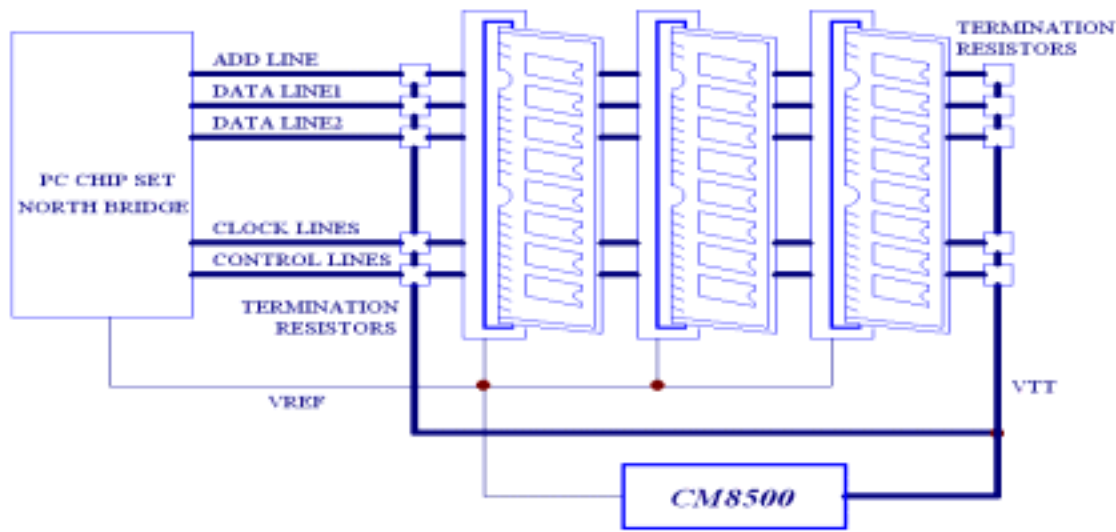 TERMINATION
RESISTORS
ADD LINE
DATA LINE1
DATA LINE2
PC CHIP SET
NORTH BRIDGE
CLOCK LINES
CONTROL LINES
TERMINATION
RESISTORS
VREF
VTT
CM8500